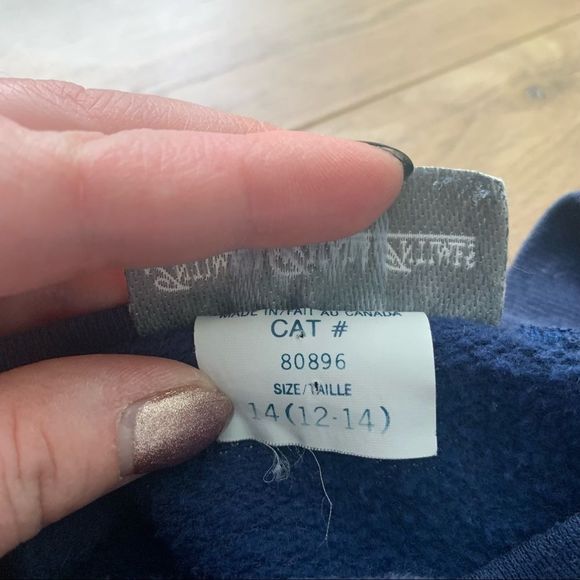 MADE IN/FAIT AU CANADA
CAT #
80896
SIZE/TAILLE
14(12-14)